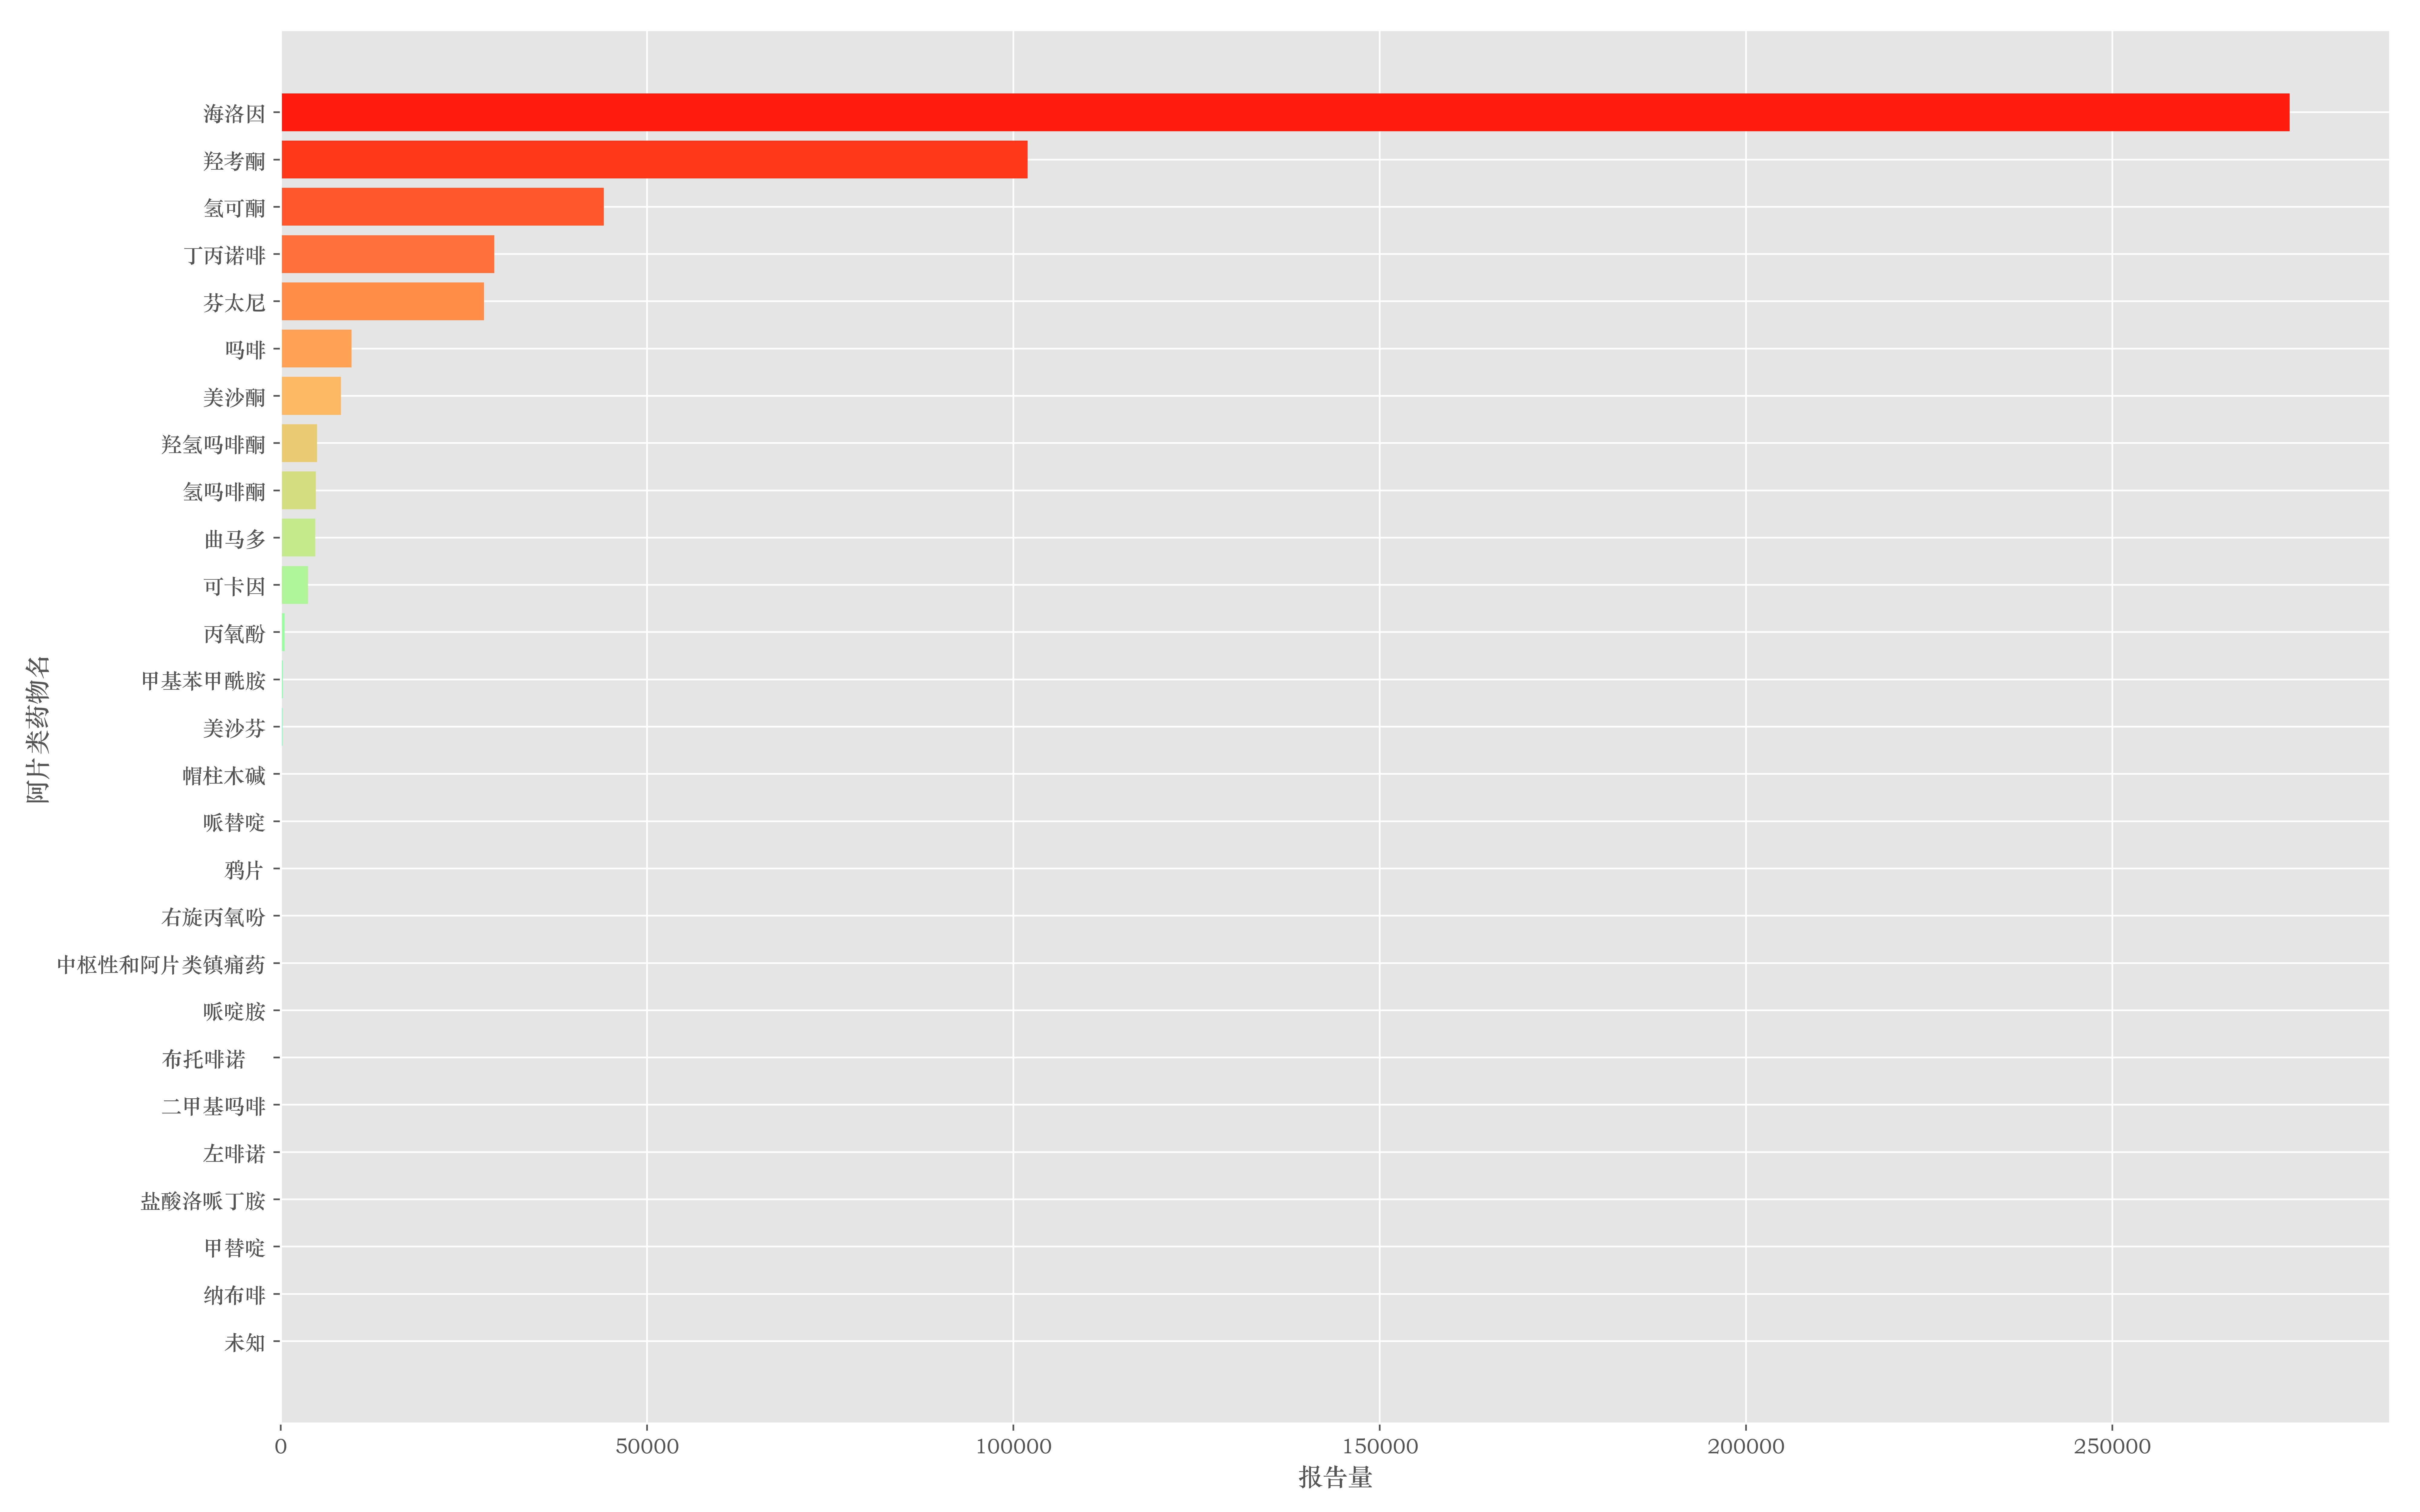 海洛因
羟考酮
氢可酮
丁丙诺啡
芬太尼
吗啡
美沙酮
羟氢吗啡酮
氢吗啡酮
曲马多
可卡因
丙氧酚
甲基苯甲酰胺
美沙芬
帽柱木碱
哌替啶
鸦片
右旋丙氧吩
中枢性和阿片类镇痛药
哌啶胺
布托啡诺
二甲基吗啡
左啡诺
盐酸洛哌丁胺
甲替啶
纳布啡
未知
阿片类药物名
0 50000 100000 150000 200000 250000
报告量